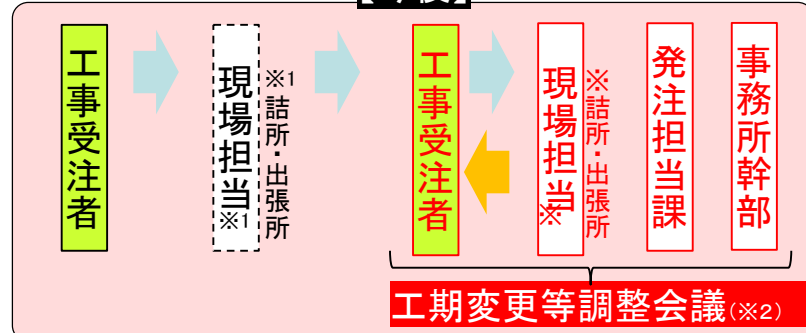 工事受注者
現場担当※1
※1詰所・出張所
工事受注者
現場担当※
※詰所・出張所
発注担当課
事務所幹部
工期変更等調整会議(※2)